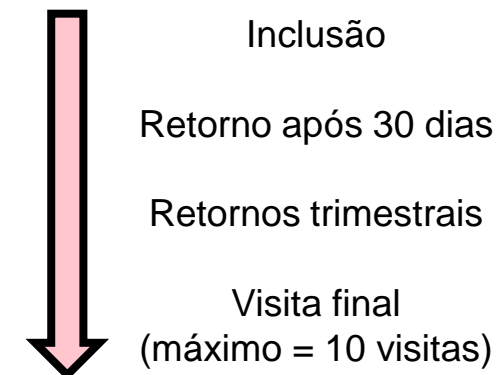 Inclusão
Retorno após 30 dias
Retornos trimestrais
Visita final
(máximo = 10 visitas)